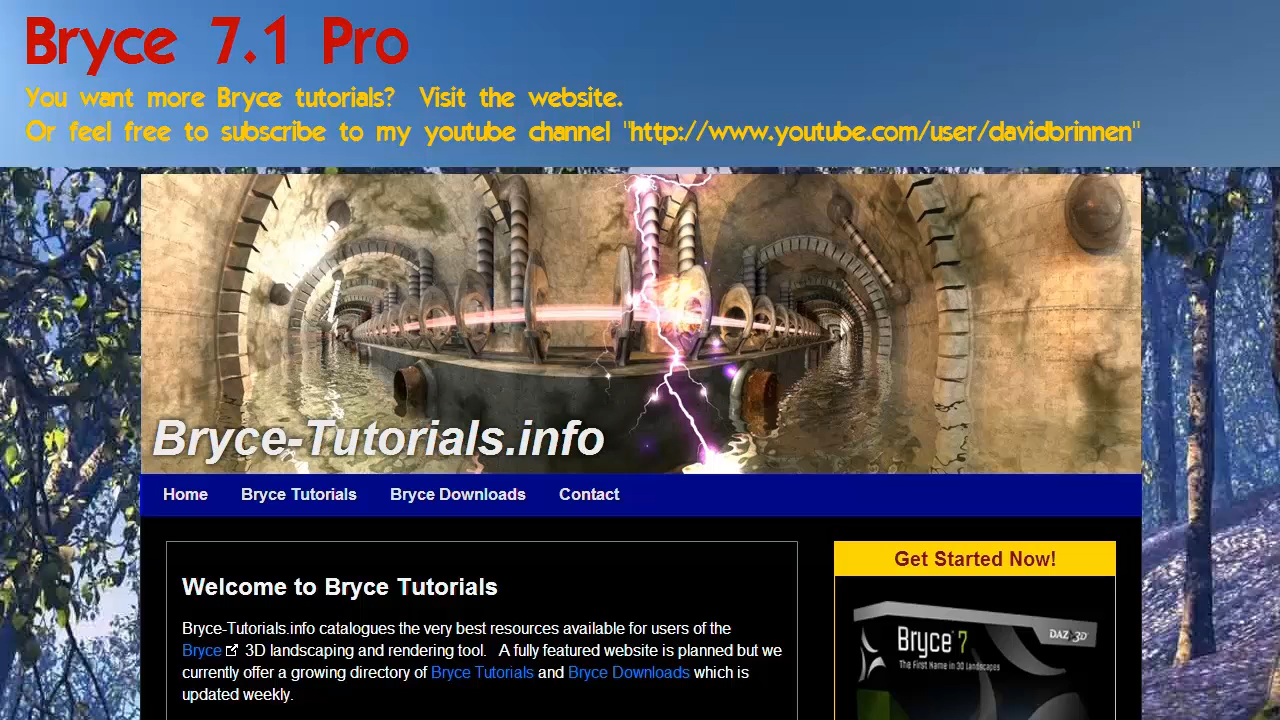 Bryce 7.1 Pro
You want more Bryce tutorials? Visit the website.
Or feel free to subscribe to my youtube channel "http://www.youtube.com/user/davidbrinnen"
Bryce-Tutorials.info
Home Bryce Tutorials Bryce Downloads Contact
Welcome to Bryce Tutorials
Bryce-Tutorials.info catalogues the very best resources available for users of the
Bryce 3D landscaping and rendering tool. A fully featured website is planned but we
currently offer a growing directory of Bryce Tutorials and Bryce Downloads which is
updated weekly.
Get Started Now!
DAZ 3D
Bryce 7
The First Name in 3D Landscapes